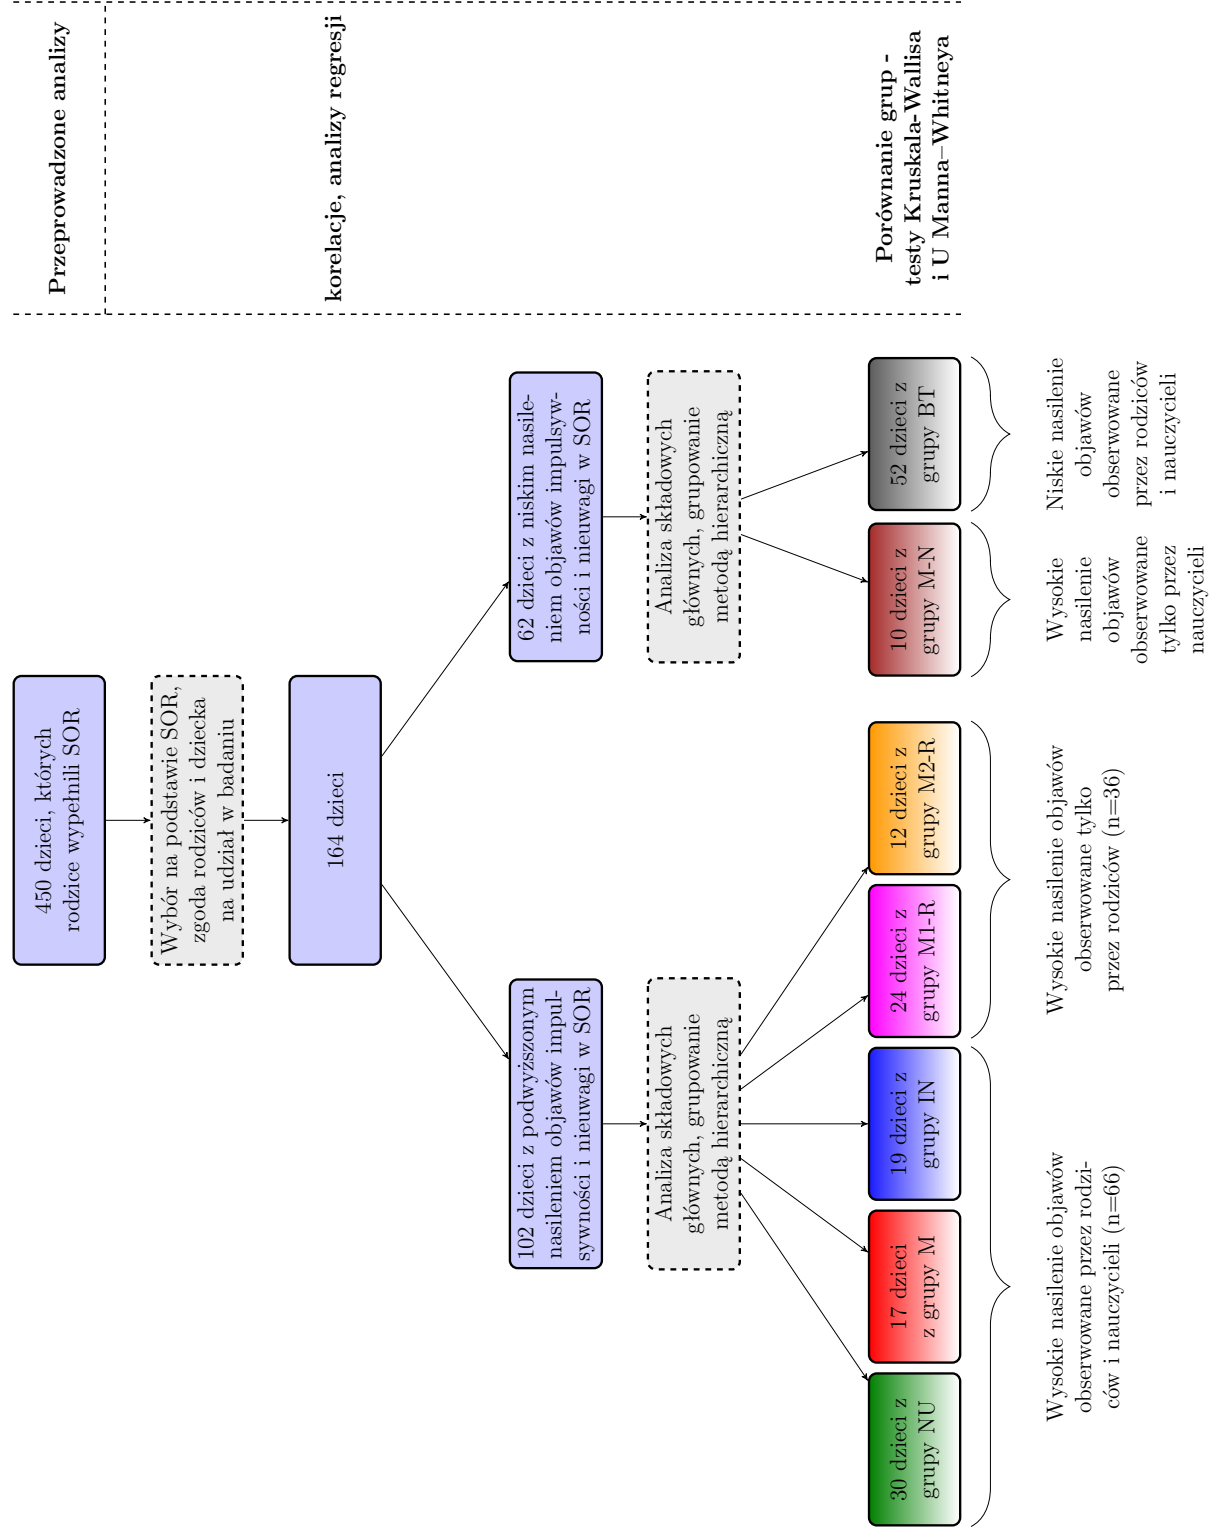 450 dzieci, których
rodzice wypełnili SOR
Wybór na podstawie SOR,
zgoda rodziców i dziecka
na udział w badaniu
164 dzieci
102 dzieci z podwyższonym
nasileniem objawów impul-
sywności i nieuwagi w SOR
62 dzieci z niskim nasile-
niem objawów impulsyw-
ności i nieuwagi w SOR
Analiza składowych
głównych, grupowanie
metodą hierarchiczną
Analiza składowych
głównych, grupowanie
metodą hierarchiczną
30 dzieci z
grupy NU
17 dzieci
z grupy M
19 dzieci z
grupy IN
24 dzieci z
grupy M1-R
12 dzieci z
grupy M2-R
10 dzieci z
grupy M-N
52 dzieci z
grupy BT
Wysokie nasilenie objawów
obserwowane przez rodzi-
ców i nauczycieli (n=66)
Wysokie nasilenie objawów
obserwowane tylko
przez rodziców (n=36)
Wysokie
nasilenie
objawów
obserwowane
tylko przez
nauczycieli
Niskie nasilenie
objawów
obserwowane
przez rodziców
i nauczycieli
Przeprowadzone analizy
korelacje, analizy regresji
Porównanie grup -
testy Kruskala-Wallisa
i U Manna–Whitneya